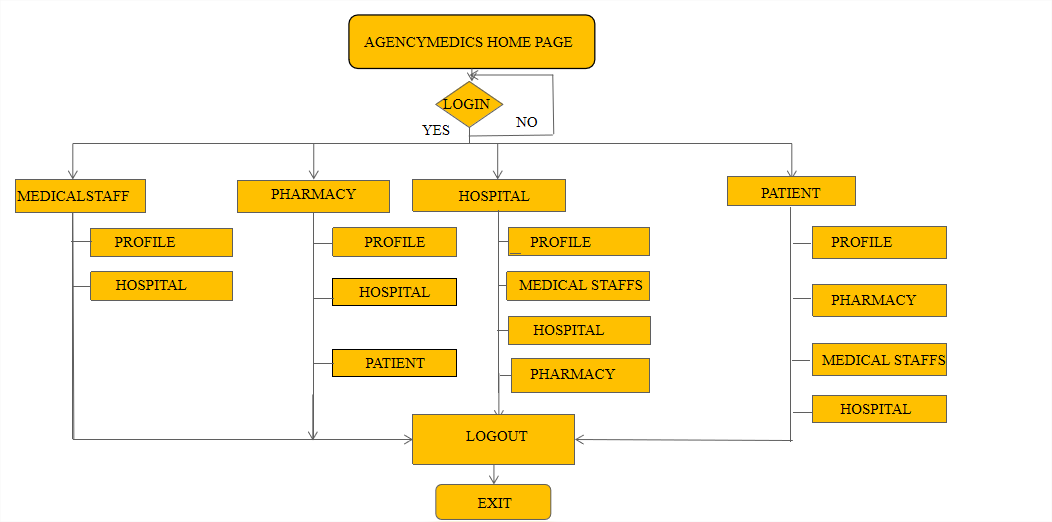 AGENCYMEDICS HOME PAGE
LOGIN
YES
NO
MEDICALSTAFF
PROFILE
HOSPITAL
PHARMACY
PROFILE
HOSPITAL
PATIENT
HOSPITAL
PROFILE
MEDICAL STAFFS
HOSPITAL
PHARMACY
PATIENT
PROFILE
PHARMACY
MEDICAL STAFFS
HOSPITAL
LOGOUT
EXIT